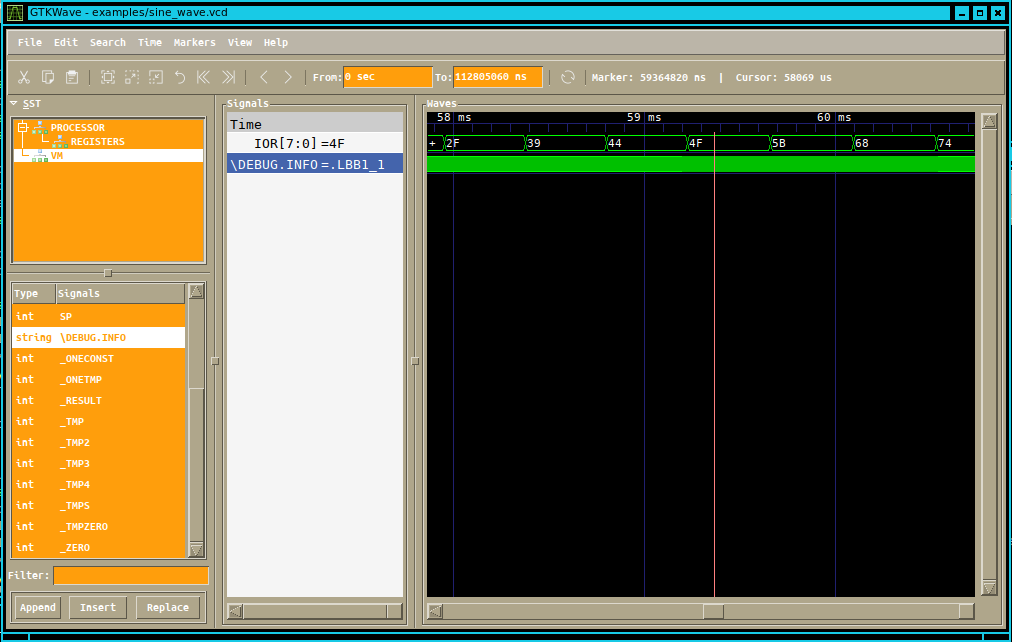 GTKWave - examples/sine_wave.vcd
File Edit Search Time Markers View Help
From: 0 sec To: 112805060 ns Marker: 59364820 ns | Cursor: 58069 us
SST
PROCESSOR
REGISTERS
VM
Type Signals
int SP
string \DEBUG.INFO
int _ONECONST
int _ONETMP
int _RESULT
int _TMP
int _TMP2
int _TMP3
int _TMP4
int _TMP5
int _TMPZERO
int _ZERO
Filter:
Append Insert Replace
Signals
Time
IOR[7:0] =4F
\DEBUG.INFO =.LBB1_1
Waves
58 ms 59 ms 60 ms
+ 2F 39 44 4F 5B 68 74